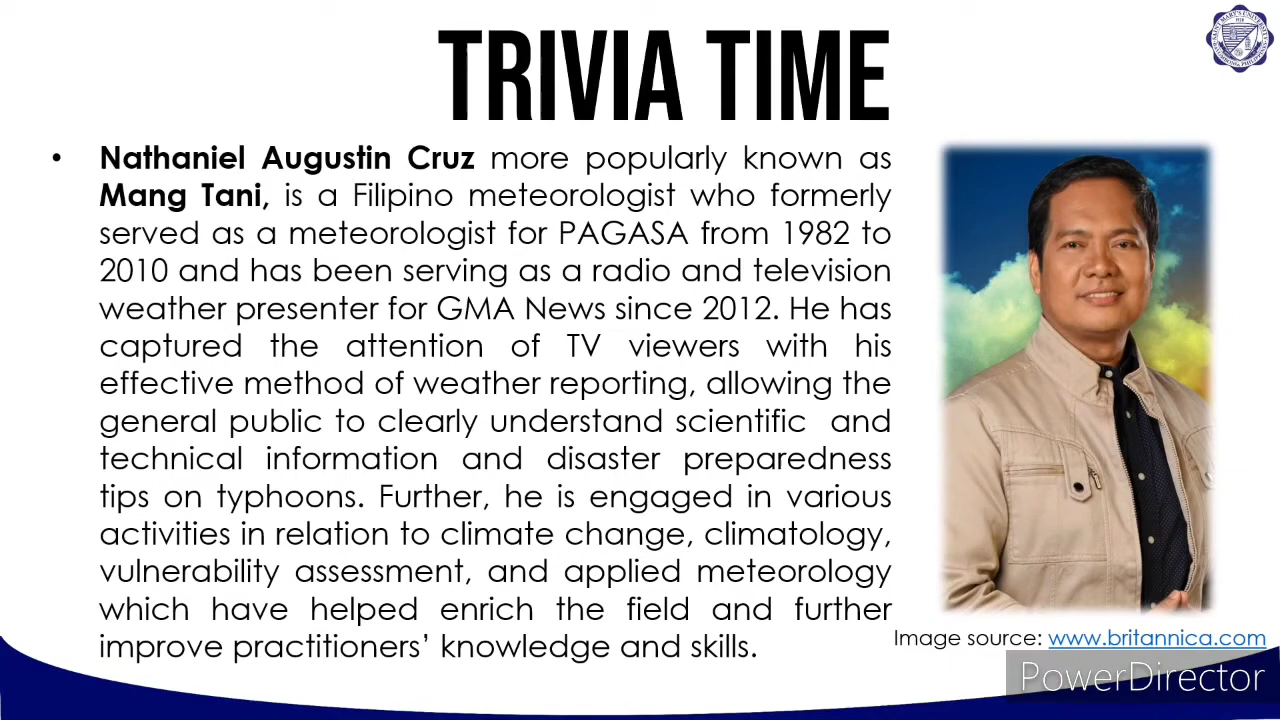 TRIVIA TIME
• Nathaniel Augustin Cruz more popularly known as
Mang Tani, is a Filipino meteorologist who formerly
served as a meteorologist for PAGASA from 1982 to
2010 and has been serving as a radio and television
weather presenter for GMA News since 2012. He has
captured the attention of TV viewers with his
effective method of weather reporting, allowing the
general public to clearly understand scientific and
technical information and disaster preparedness
tips on typhoons. Further, he is engaged in various
activities in relation to climate change, climatology,
vulnerability assessment, and applied meteorology
which have helped enrich the field and further
improve practitioners’ knowledge and skills.
Image source: www.britannica.com
PowerDirector